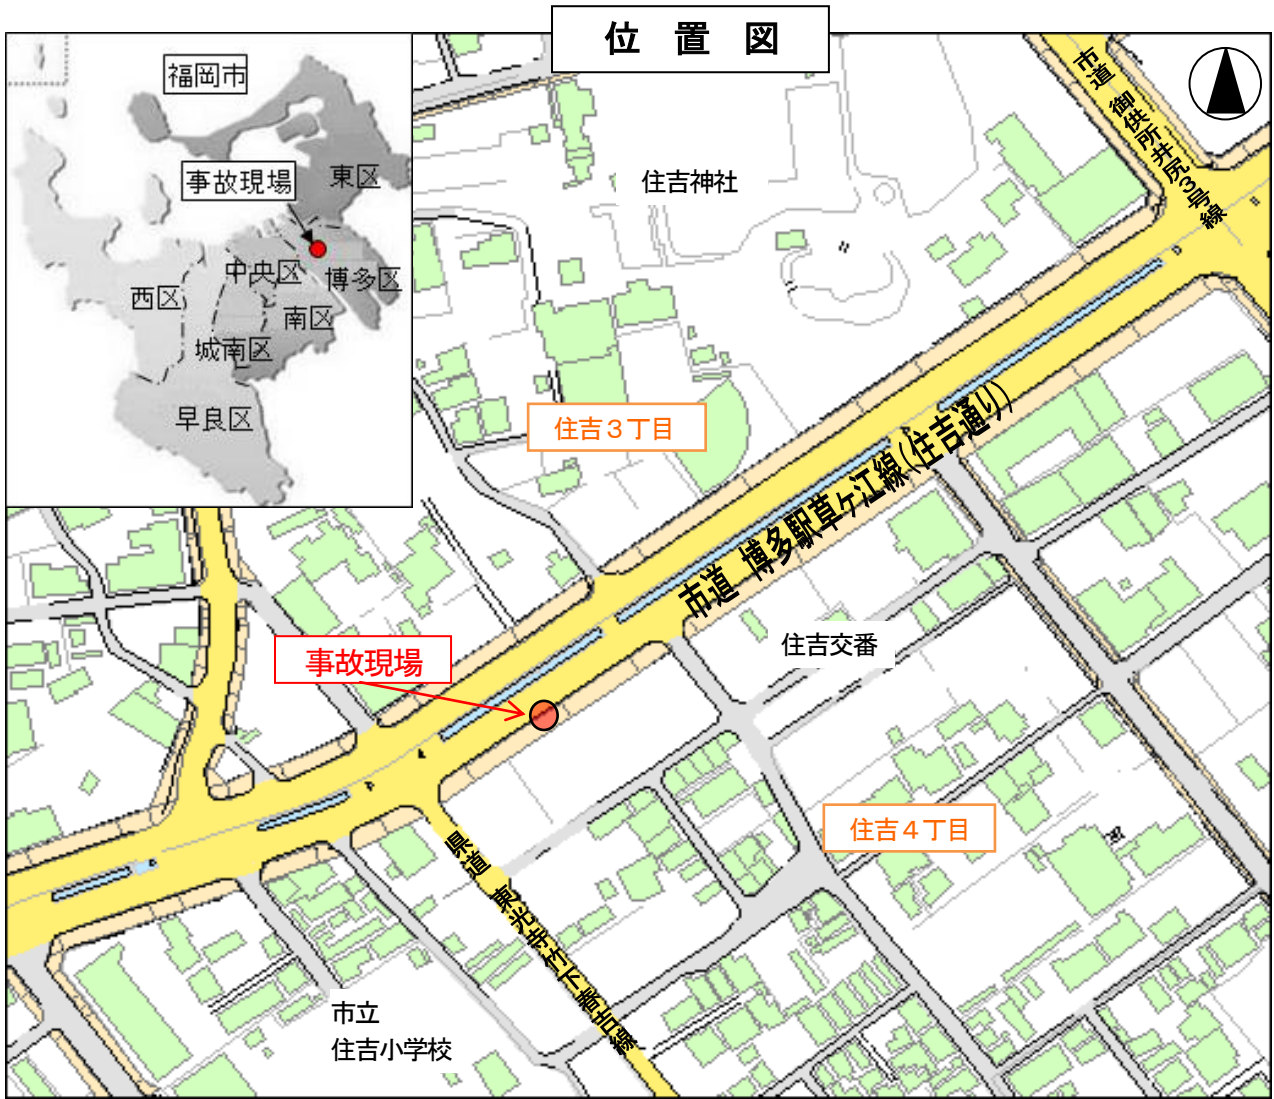 位 置 図
福岡市
事故現場
東区
博多区
中央区
西区
南区
城南区
早良区
市道 御供所井尻3号線
住吉神社
住吉3丁目
市道 博多駅草ヶ江線(住吉通り)
事故現場
住吉交番
住吉4丁目
県道 東光寺竹下春吉線
市立
住吉小学校